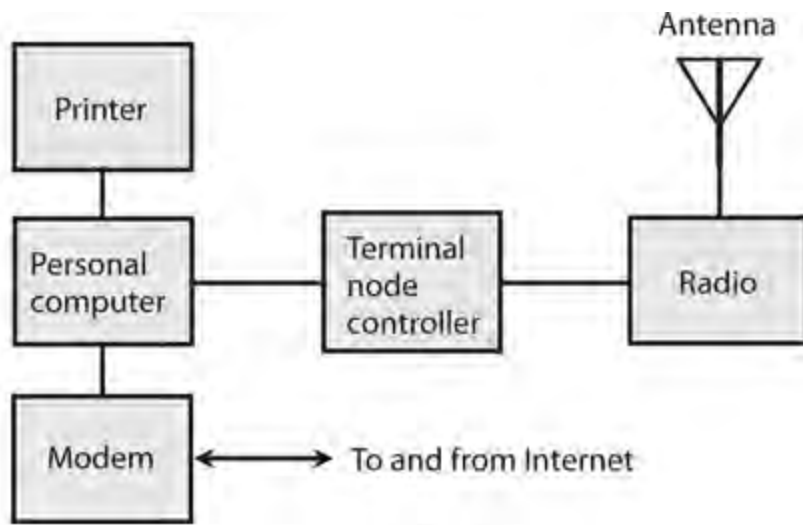 Antenna
Printer
Personal
computer
Terminal
node
controller
Radio
Modem
To and from Internet